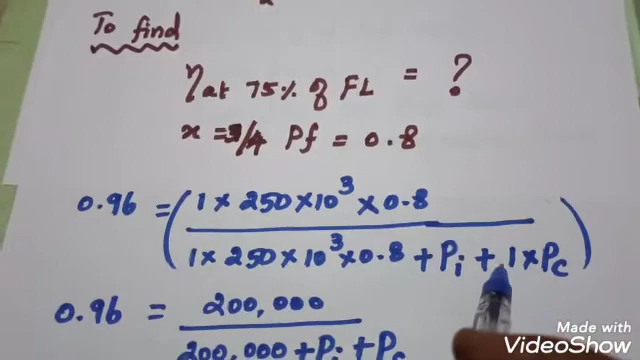 To find
η at 75% of FL = ?
x = 3/4 Pf = 0.8
0.96 = (1 × 250 × 10³ × 0.8
1 × 250 × 10³ × 0.8 + Pi + 1 × Pc)
0.96 = 200,000
200,000 + Pi + Pc
Made with
VideoShow